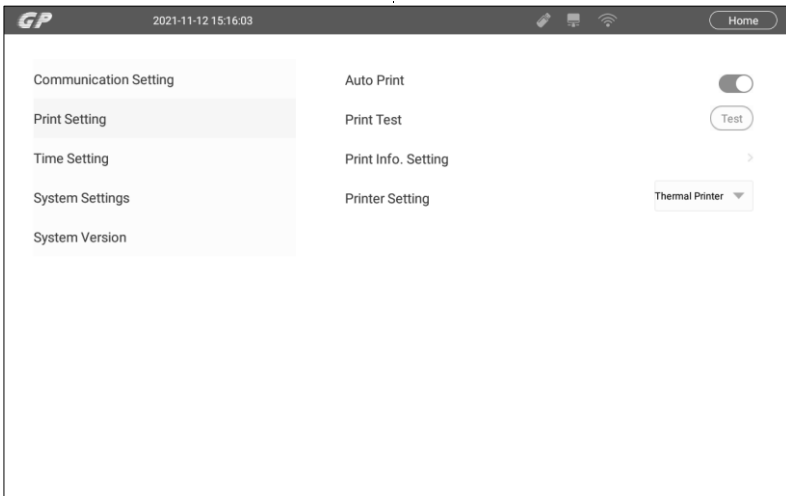 GP 2021-11-12 15:16:03 Home
Communication Setting
Print Setting
Time Setting
System Settings
System Version
Auto Print
Print Test Test
Print Info. Setting
Printer Setting Thermal Printer